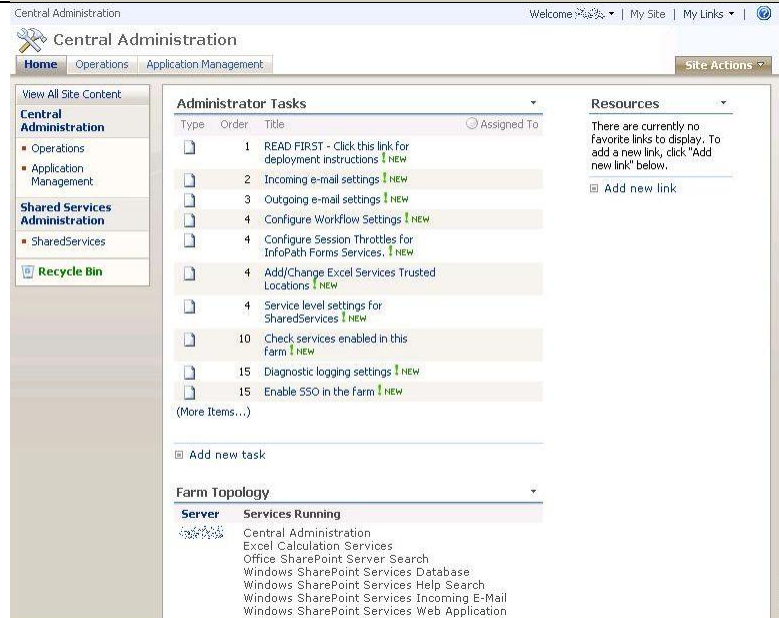 Central Administration
Welcome | My Site | My Links |
Central Administration
Home Operations Application Management Site Actions
View All Site Content
Central
Administration
Operations
Application
Management
Shared Services
Administration
SharedServices
Recycle Bin
Administrator Tasks
Type Order Title Assigned To
1 READ FIRST - Click this link for
deployment instructions ! NEW
2 Incoming e-mail settings ! NEW
3 Outgoing e-mail settings ! NEW
4 Configure Workflow Settings ! NEW
4 Configure Session Throttles for
InfoPath Forms Services. ! NEW
4 Add/Change Excel Services Trusted
Locations ! NEW
4 Service level settings for
SharedServices ! NEW
10 Check services enabled in this
farm ! NEW
15 Diagnostic logging settings ! NEW
15 Enable SSO in the farm ! NEW
(More Items...)
Add new task
Farm Topology
Server Services Running
Central Administration
Excel Calculation Services
Office SharePoint Server Search
Windows SharePoint Services Database
Windows SharePoint Services Help Search
Windows SharePoint Services Incoming E-Mail
Windows SharePoint Services Web Application
Resources
There are currently no
favorite links to display. To
add a new link, click "Add
new link" below.
Add new link